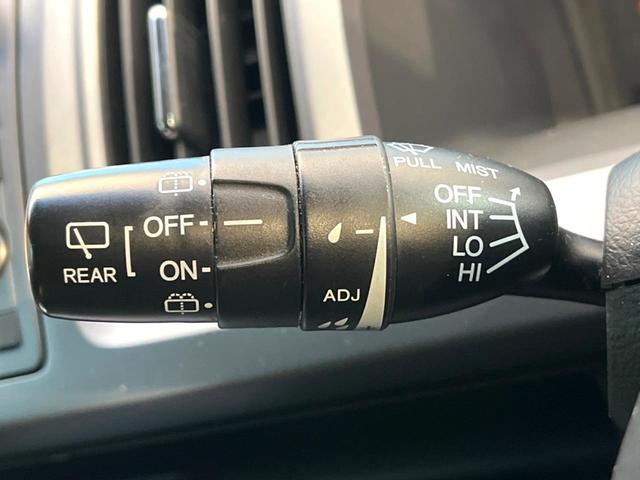 PULL MIST
OFF
INT
LO
HI
OFF
ON
REAR
ADJ